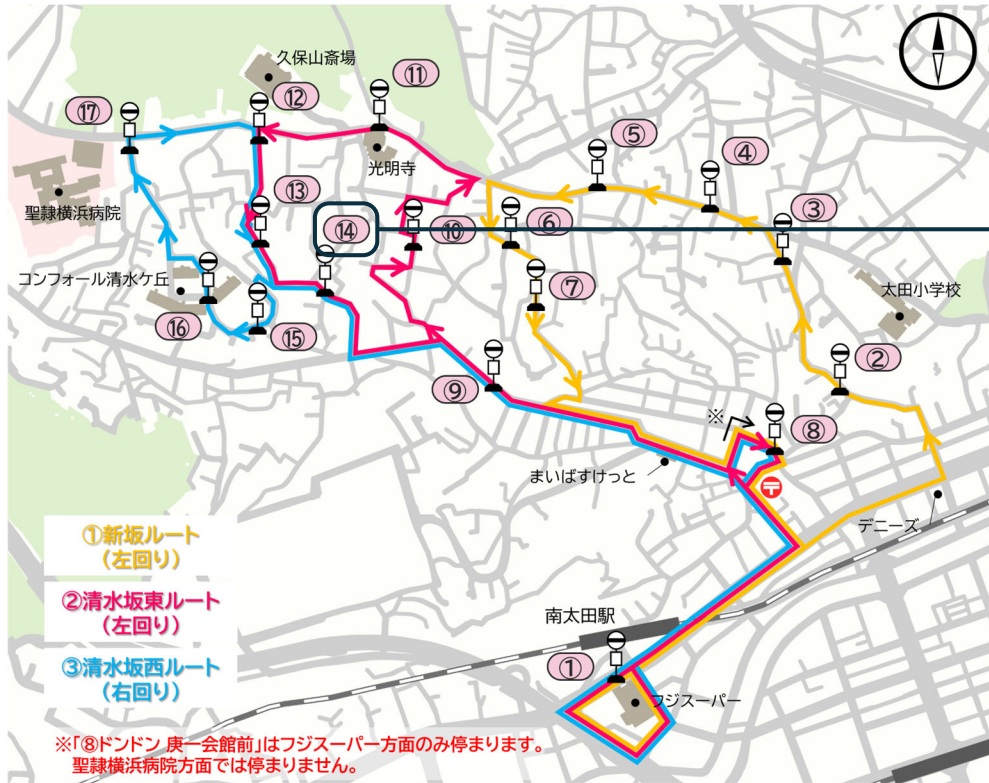 久保山斎場
⑪
⑫
⑰
⑤
④
光明寺
聖隷横浜病院
⑬
③
⑭
⑩
⑥
コンフォール清水ケ丘
⑦
太田小学校
⑯
⑮
②
⑨
※
⑧
まいばすけっと
〒
デニーズ
①新坂ルート
(左回り)
②清水坂東ルート
(左回り)
③清水坂西ルート
(右回り)
南太田駅
①
フジスーパー
※「⑧ドンドン 庚一会館前」はフジスーパー方面のみ停まります。
聖隷横浜病院方面では停まりません。